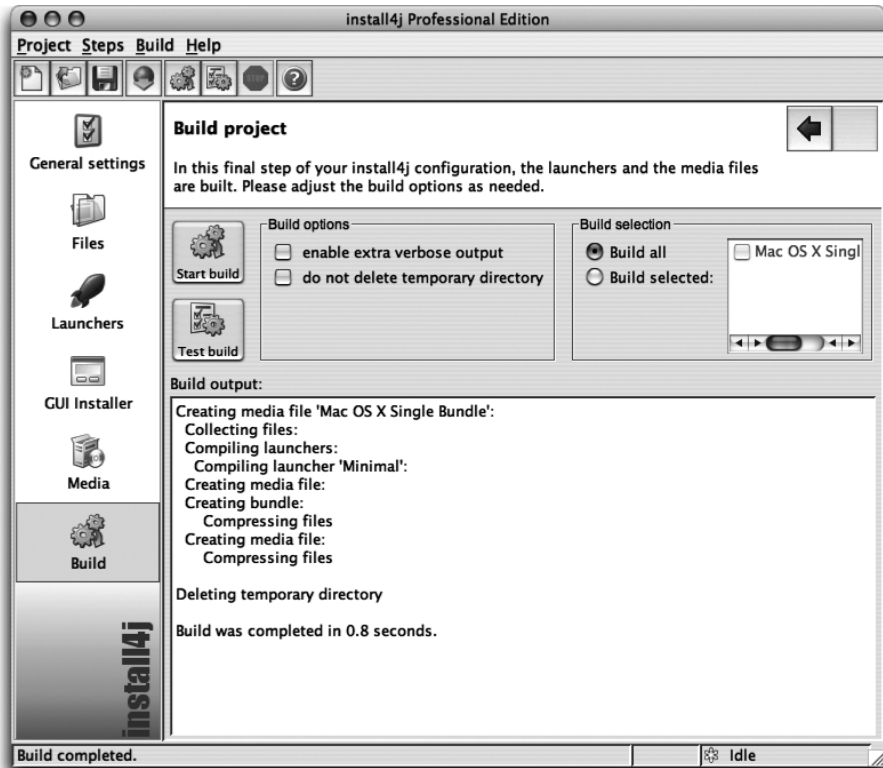 install4j Professional Edition
Project Steps Build Help
STOP
General settings
Files
Launchers
GUI Installer
Media
Build
install4j
Build project
In this final step of your install4j configuration, the launchers and the media files
are built. Please adjust the build options as needed.
Start build
Test build
Build options
enable extra verbose output
do not delete temporary directory
Build selection
Build all
Build selected:
Mac OS X Singl
Build output:
Creating media file 'Mac OS X Single Bundle':
Collecting files:
Compiling launchers:
Compiling launcher 'Minimal':
Creating media file:
Creating bundle:
Compressing files
Creating media file:
Compressing files
Deleting temporary directory
Build was completed in 0.8 seconds.
Build completed.
Idle